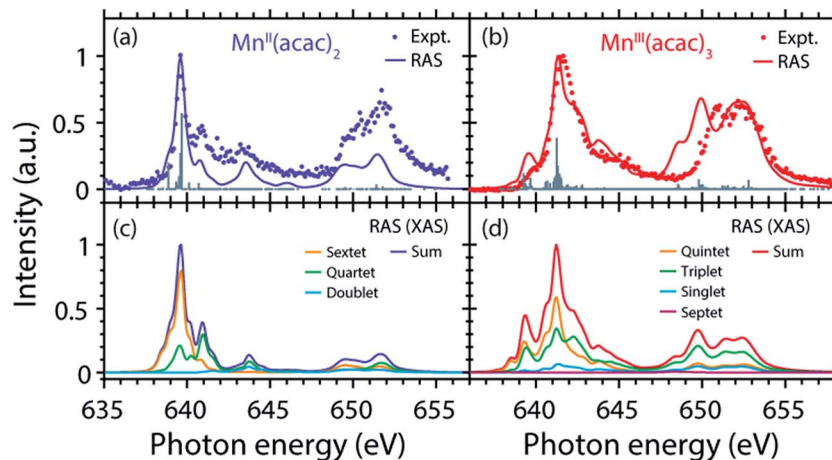 (a)
Mn^II(acac)_2
Expt.
RAS
(b)
Mn^III(acac)_3
Expt.
RAS
1
0.5
0
Intensity (a.u.)
(c)
RAS (XAS)
Sextet
Sum
Quartet
Doublet
(d)
RAS (XAS)
Quintet
Sum
Triplet
Singlet
Septet
1
0.5
0
635
640
645
650
655
640
645
650
655
Photon energy (eV)
Photon energy (eV)